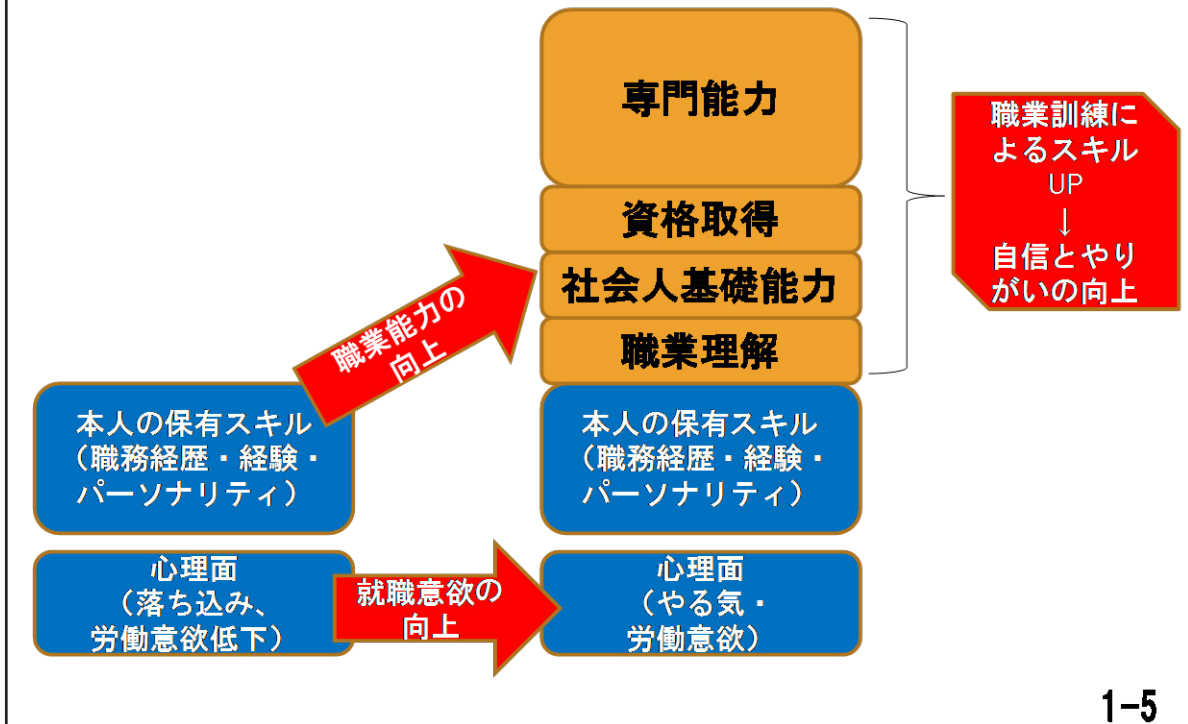 専門能力
資格取得
社会人基礎能力
職業理解
職業訓練に
よるスキル
UP
↓
自信とやり
がいの向上
職業能力の
向上
本人の保有スキル
（職務経歴・経験・
パーソナリティ）
本人の保有スキル
（職務経歴・経験・
パーソナリティ）
心理面
（落ち込み、
労働意欲低下）
就職意欲の
向上
心理面
（やる気・
労働意欲）
1-5